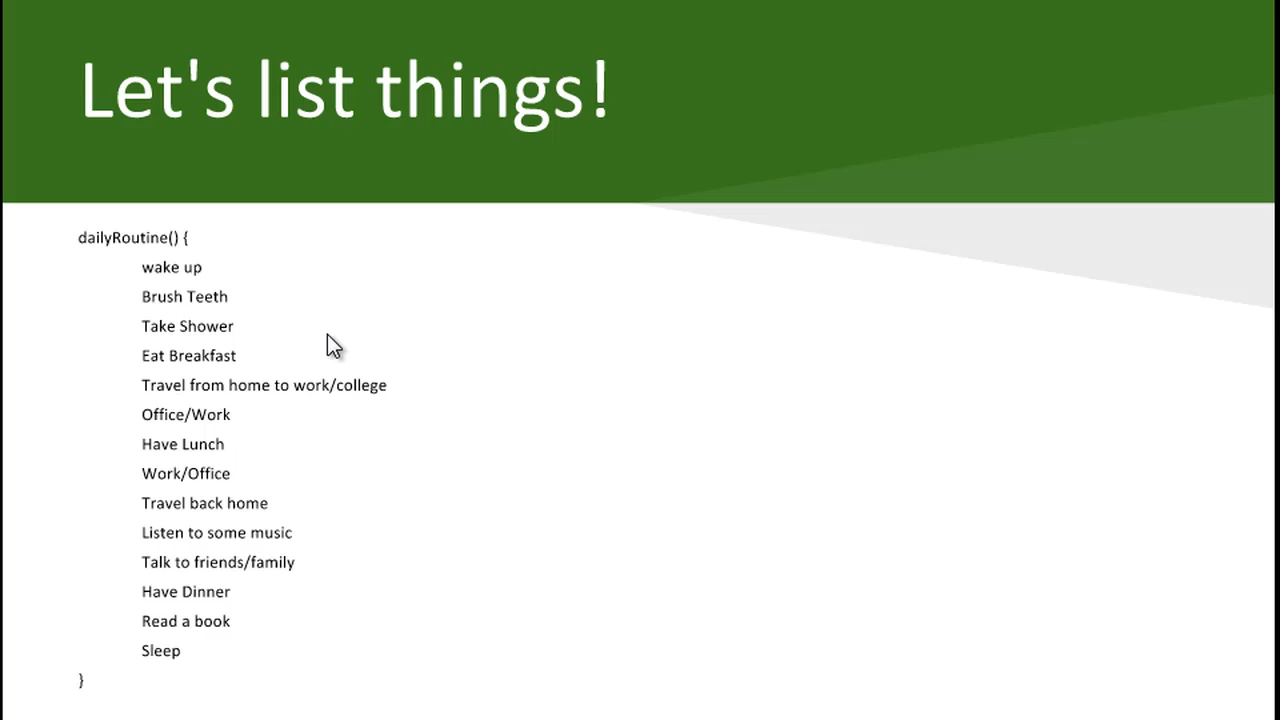 Let's list things!
dailyRoutine() {
wake up
Brush Teeth
Take Shower
Eat Breakfast
Travel from home to work/college
Office/Work
Have Lunch
Work/Office
Travel back home
Listen to some music
Talk to friends/family
Have Dinner
Read a book
Sleep
}